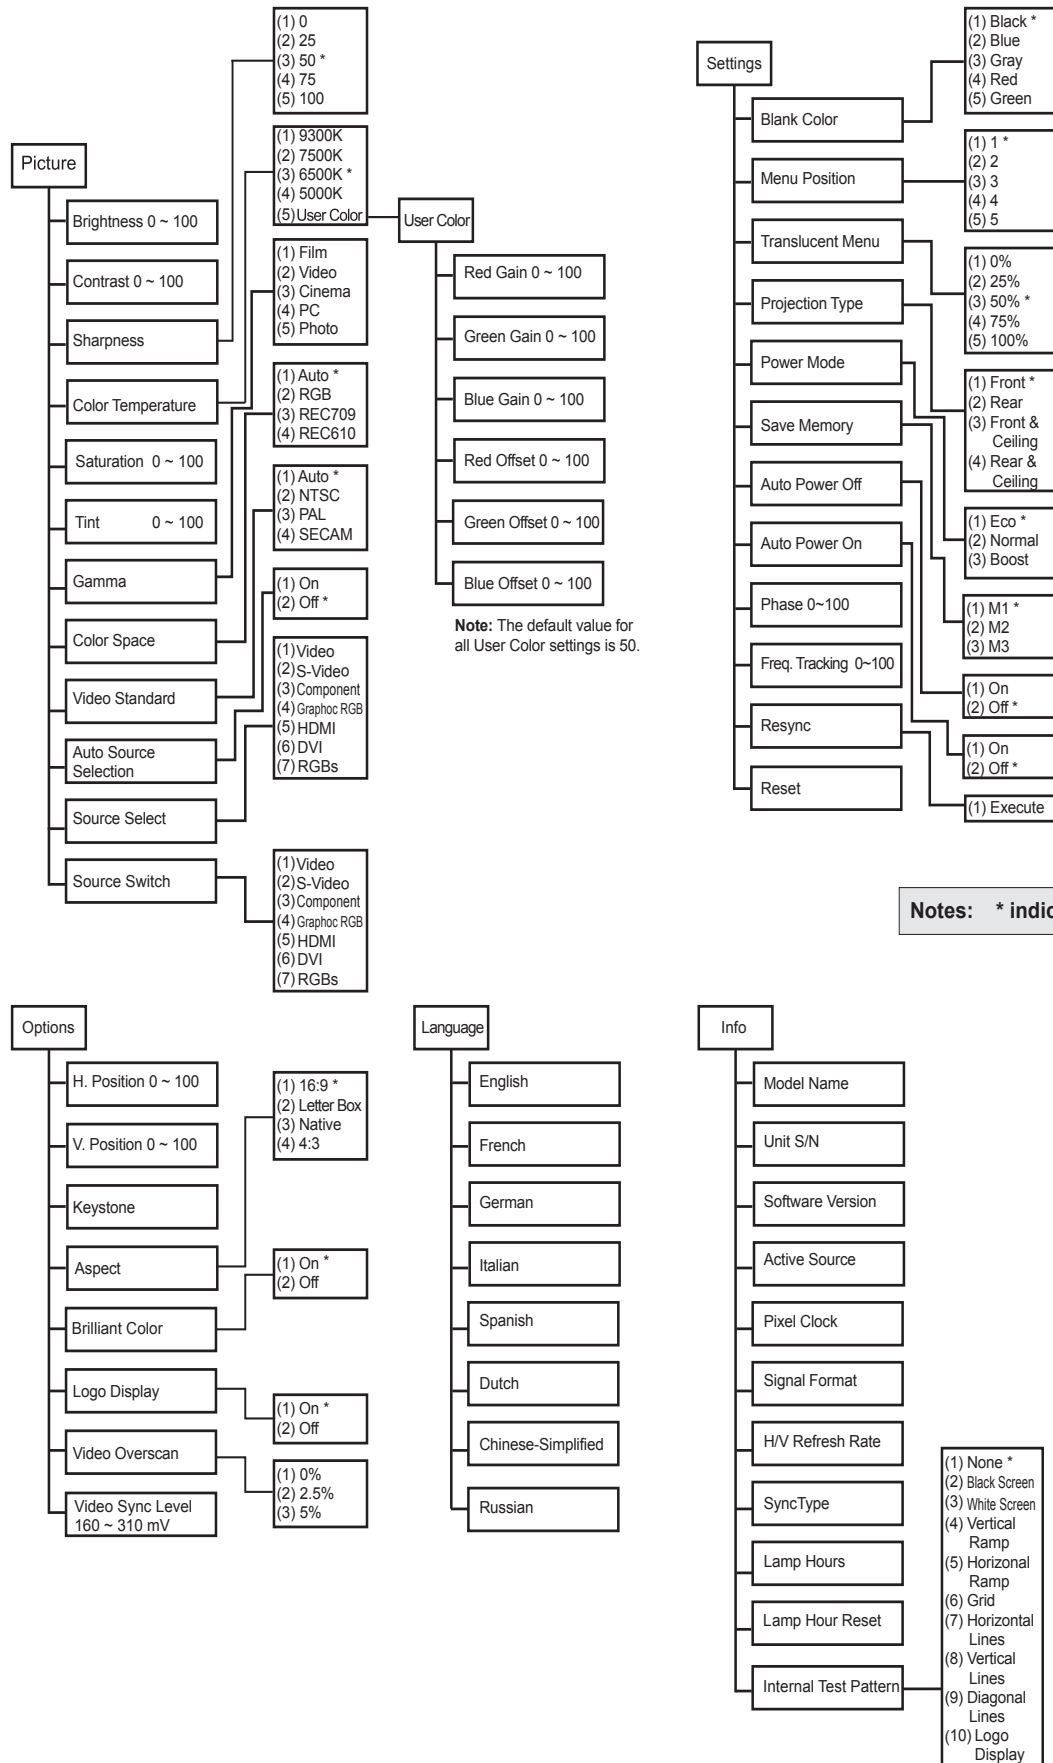 Picture
Brightness 0 ~ 100
Contrast 0 ~ 100
Sharpness
Color Temperature
Saturation 0 ~ 100
Tint 0 ~ 100
Gamma
Color Space
Video Standard
Auto Source
Selection
Source Select
Source Switch
(1) 0
(2) 25
(3) 50 *
(4) 75
(5) 100
(1) 9300K
(2) 7500K
(3) 6500K *
(4) 5000K
(5) User Color
(1) Film
(2) Video
(3) Cinema
(4) PC
(5) Photo
(1) Auto *
(2) RGB
(3) REC709
(4) REC610
(1) Auto *
(2) NTSC
(3) PAL
(4) SECAM
(1) On
(2) Off *
(1) Video
(2) S-Video
(3) Component
(4) Graphoc RGB
(5) HDMI
(6) DVI
(7) RGBs
(1) Video
(2) S-Video
(3) Component
(4) Graphoc RGB
(5) HDMI
(6) DVI
(7) RGBs
User Color
Red Gain 0 ~ 100
Green Gain 0 ~ 100
Blue Gain 0 ~ 100
Red Offset 0 ~ 100
Green Offset 0 ~ 100
Blue Offset 0 ~ 100
Note: The default value for
all User Color settings is 50.
Settings
Blank Color
Menu Position
Translucent Menu
Projection Type
Power Mode
Save Memory
Auto Power Off
Auto Power On
Phase 0~100
Freq. Tracking 0~100
Resync
Reset
(1) Black *
(2) Blue
(3) Gray
(4) Red
(5) Green
(1) 1 *
(2) 2
(3) 3
(4) 4
(5) 5
(1) 0%
(2) 25%
(3) 50% *
(4) 75%
(5) 100%
(1) Front *
(2) Rear
(3) Front &
Ceiling
(4) Rear &
Ceiling
(1) Eco *
(2) Normal
(3) Boost
(1) M1 *
(2) M2
(3) M3
(1) On
(2) Off *
(1) On
(2) Off *
(1) Execute
Notes: * indic
Options
H. Position 0 ~ 100
V. Position 0 ~ 100
Keystone
Aspect
Brilliant Color
Logo Display
Video Overscan
Video Sync Level
160 ~ 310 mV
(1) 16:9 *
(2) Letter Box
(3) Native
(4) 4:3
(1) On *
(2) Off
(1) On *
(2) Off
(1) 0%
(2) 2.5%
(3) 5%
Language
English
French
German
Italian
Spanish
Dutch
Chinese-Simplified
Russian
Info
Model Name
Unit S/N
Software Version
Active Source
Pixel Clock
Signal Format
H/V Refresh Rate
SyncType
Lamp Hours
Lamp Hour Reset
Internal Test Pattern
(1) None *
(2) Black Screen
(3) White Screen
(4) Vertical
Ramp
(5) Horizonal
Ramp
(6) Grid
(7) Horizontal
Lines
(8) Vertical
Lines
(9) Diagonal
Lines
(10) Logo
Display